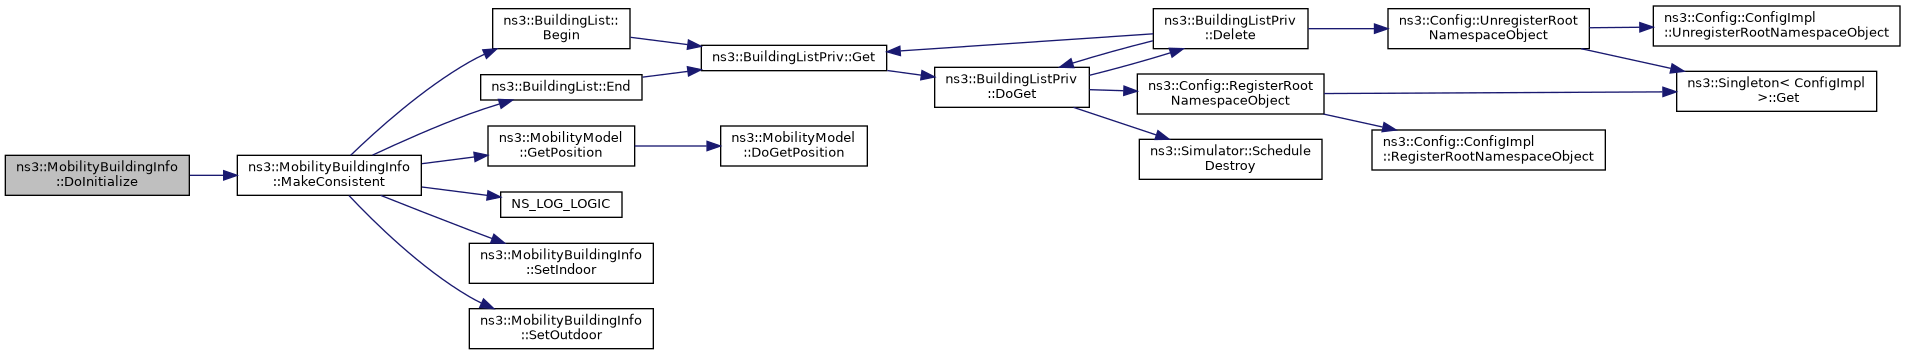 ns3::MobilityBuildingInfo
::DoInitialize
ns3::MobilityBuildingInfo
::MakeConsistent
ns3::BuildingList::
Begin
ns3::BuildingList::End
ns3::MobilityModel
::GetPosition
NS_LOG_LOGIC
ns3::MobilityBuildingInfo
::SetIndoor
ns3::MobilityBuildingInfo
::SetOutdoor
ns3::BuildingListPriv::Get
ns3::MobilityModel
::DoGetPosition
ns3::BuildingListPriv
::DoGet
ns3::BuildingListPriv
::Delete
ns3::Config::RegisterRoot
NamespaceObject
ns3::Simulator::Schedule
Destroy
ns3::Config::UnregisterRoot
NamespaceObject
ns3::Config::ConfigImpl
::RegisterRootNamespaceObject
ns3::Config::ConfigImpl
::UnregisterRootNamespaceObject
ns3::Singleton< ConfigImpl
>::Get